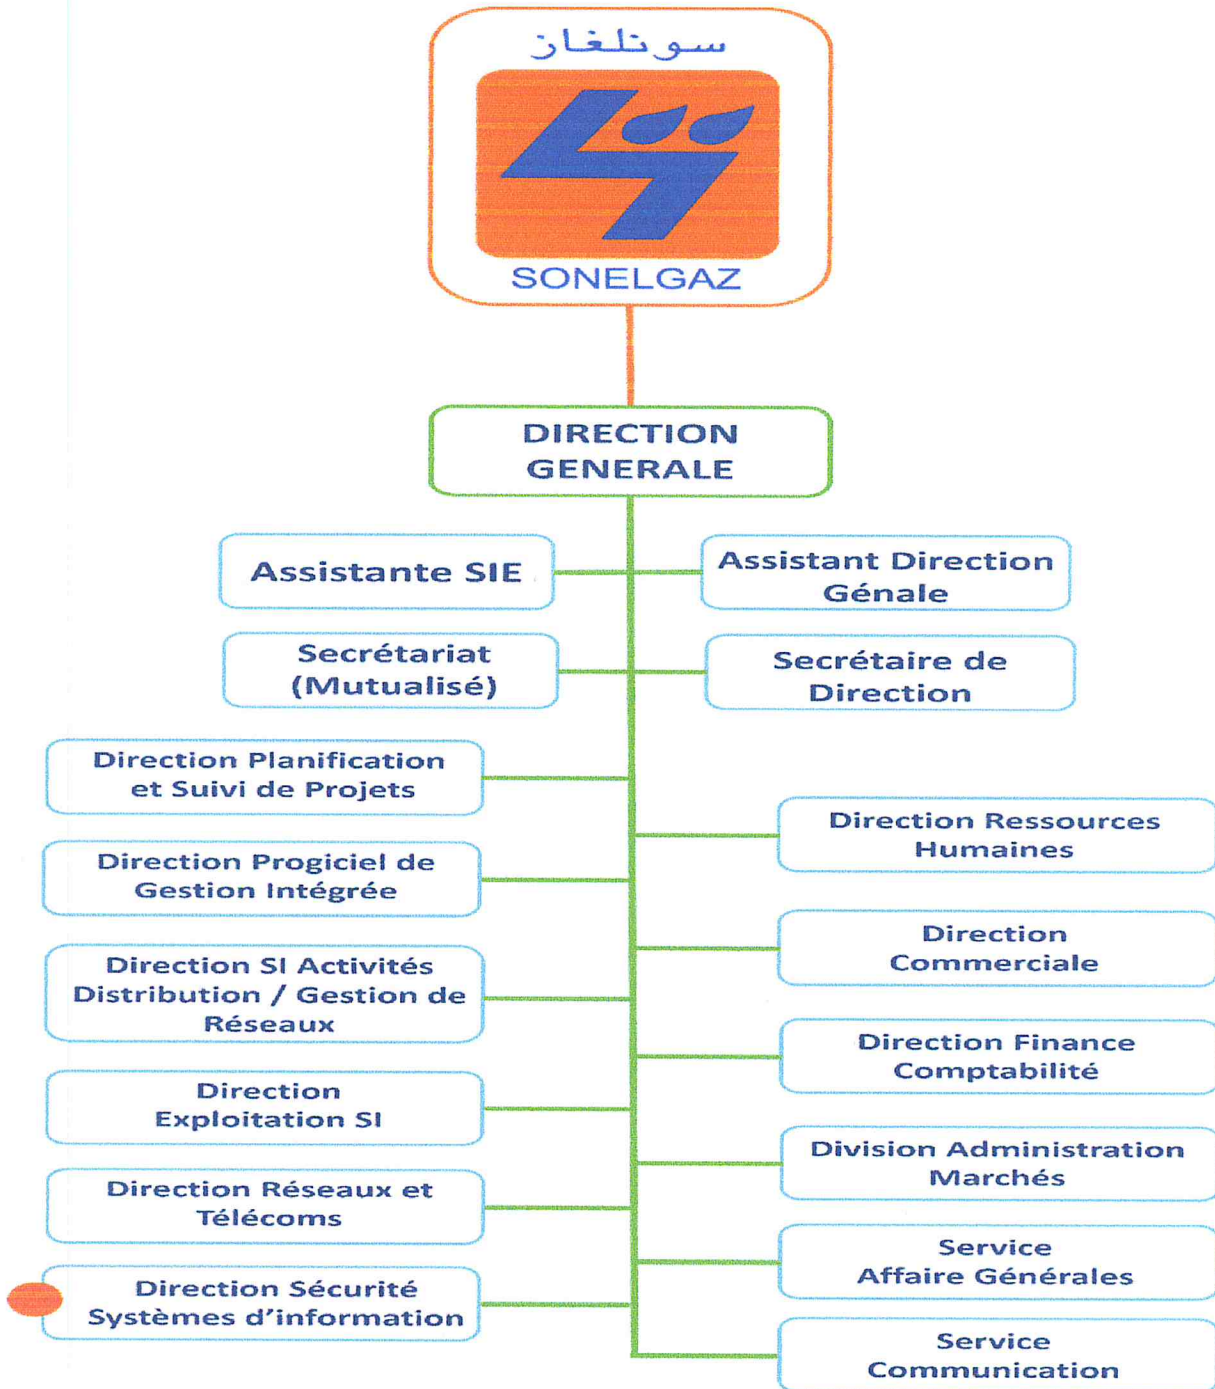 سونلغاز
SONELGAZ
DIRECTION
GENERALE
Assistante SIE
Assistant Direction
Génale
Secrétariat
(Mutualisé)
Secrétaire de
Direction
Direction Planification
et Suivi de Projets
Direction Progiciel de
Gestion Intégrée
Direction SI Activités
Distribution / Gestion de
Réseaux
Direction
Exploitation SI
Direction Réseaux et
Télécoms
Direction Sécurité
Systèmes d'information
Direction Ressources
Humaines
Direction
Commerciale
Direction Finance
Comptabilité
Division Administration
Marchés
Service
Affaire Générales
Service
Communication